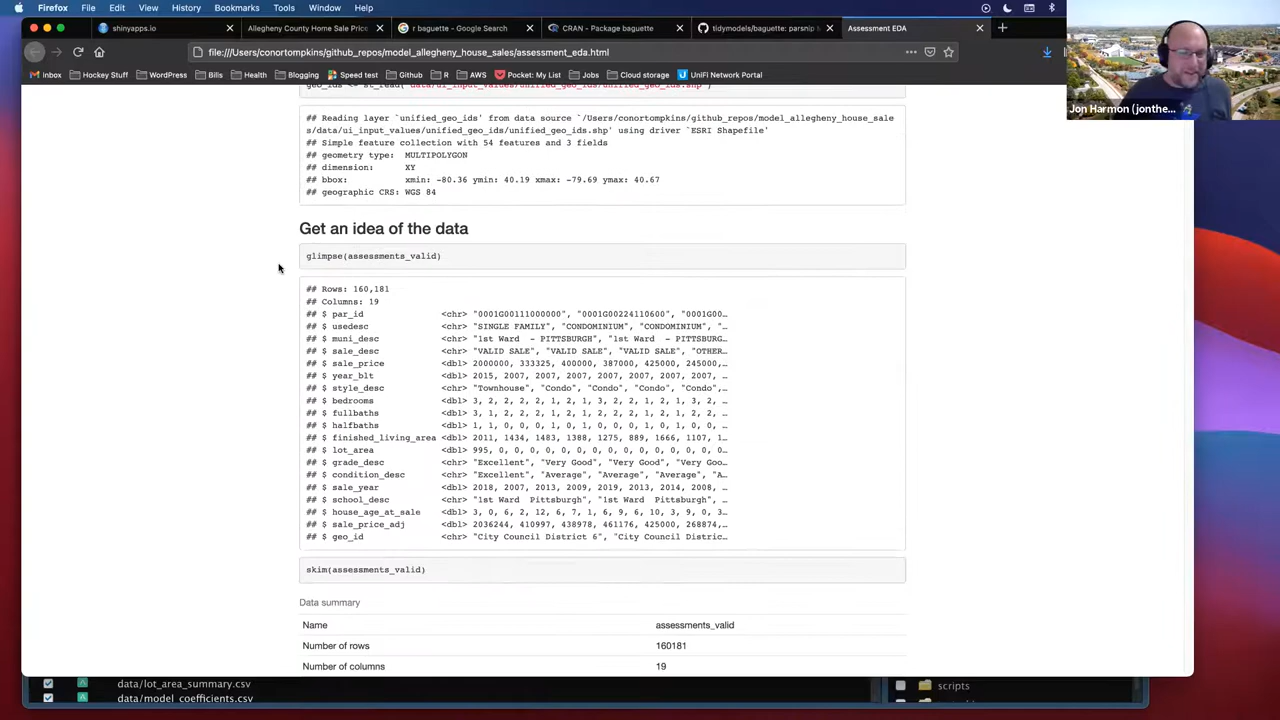 Firefox File Edit View History Bookmarks Tools Window Help
shinyapps.io
Allegheny County Home Sale Price
r baguette - Google Search
CRAN - Package baguette
tidymodels/baguette: parsnip
Assessment EDA
file:///Users/conortompkins/github_repos/model_allegheny_house_sales/assessment_eda.html
Inbox Hockey Stuff WordPress Bills Health Blogging Speed test Github R AWS Pocket: My List Jobs Cloud storage UniFi Network Portal
Jon Harmon (jonthe...
geo_ids <- st_read("data/ui_input_values/unified_geo_ids/unified_geo_ids.shp")
## Reading layer `unified_geo_ids' from data source `/Users/conortompkins/github_repos/model_allegheny_house_sale
s/data/ui_input_values/unified_geo_ids/unified_geo_ids.shp' using driver `ESRI Shapefile'
## Simple feature collection with 54 features and 3 fields
## geometry type: MULTIPOLYGON
## dimension: XY
## bbox: xmin: -80.36 ymin: 40.19 xmax: -79.69 ymax: 40.67
## geographic CRS: WGS 84
Get an idea of the data
glimpse(assessments_valid)
## Rows: 160,181
## Columns: 19
## $ par_id <chr> "0001G00111000000", "0001G00224110600", "0001G00…
## $ usedesc <chr> "SINGLE FAMILY", "CONDOMINIUM", "CONDOMINIUM", "…
## $ muni_desc <chr> "1st Ward - PITTSBURGH", "1st Ward - PITTSBURG…
## $ sale_desc <chr> "VALID SALE", "VALID SALE", "VALID SALE", "OTHER…
## $ sale_price <dbl> 2000000, 333325, 400000, 387000, 425000, 245000,…
## $ year_blt <dbl> 2015, 2007, 2007, 2007, 2007, 2007, 2007, 2007, …
## $ style_desc <chr> "Townhouse", "Condo", "Condo", "Condo", "Condo",…
## $ bedrooms <dbl> 3, 2, 2, 2, 2, 1, 2, 1, 3, 2, 2, 1, 2, 1, 3, 2, …
## $ fullbaths <dbl> 3, 1, 2, 2, 2, 1, 2, 1, 2, 2, 2, 1, 2, 1, 2, 2, …
## $ halfbaths <dbl> 1, 1, 0, 0, 0, 1, 0, 1, 0, 0, 0, 1, 0, 1, 0, 0, …
## $ finished_living_area <dbl> 2011, 1434, 1483, 1388, 1275, 889, 1666, 1107, 1…
## $ lot_area <dbl> 995, 0, 0, 0, 0, 0, 0, 0, 0, 0, 0, 0, 0, 0, 0, 0…
## $ grade_desc <chr> "Excellent", "Very Good", "Very Good", "Very Goo…
## $ condition_desc <chr> "Excellent", "Average", "Average", "Average", "A…
## $ sale_year <dbl> 2018, 2007, 2013, 2009, 2019, 2013, 2014, 2008, …
## $ school_desc <chr> "1st Ward Pittsburgh", "1st Ward Pittsburgh", "…
## $ house_age_at_sale <dbl> 3, 0, 6, 2, 12, 6, 7, 1, 6, 9, 6, 10, 3, 9, 0, 3…
## $ sale_price_adj <dbl> 2036244, 410997, 438978, 461176, 425000, 268874,…
## $ geo_id <chr> "City Council District 6", "City Council Distric…
skim(assessments_valid)
Data summary
Name assessments_valid
Number of rows 160181
Number of columns 19
data/lot_area_summary.csv
data/model_coefficients.csv
scripts